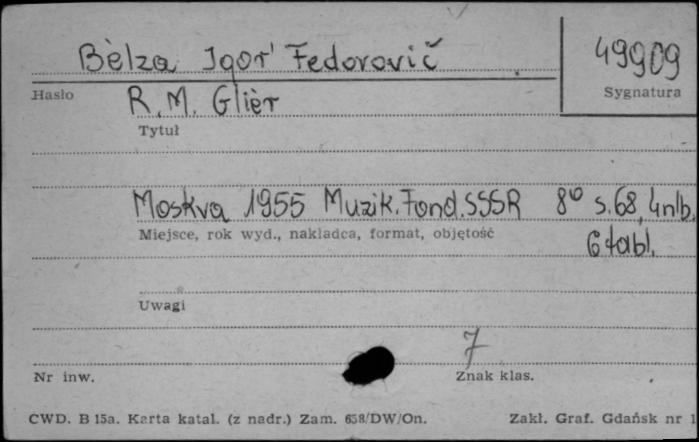 Bèlza Igor' Fedorovič 49909
Hasło Sygnatura
R. M. Glièr
Tytuł
Moskva 1955 Muzik. Fond. SSSR 8° s. 68, 4nlb.
Miejsce, rok wyd., nakładca, format, objętość 6 tabl.
Uwagi
7
Nr inw. Znak klas.
CWD. B 15a. Karta katal. (z nadr.) Zam. 658/DW/On. Zakł. Graf. Gdańsk nr 1